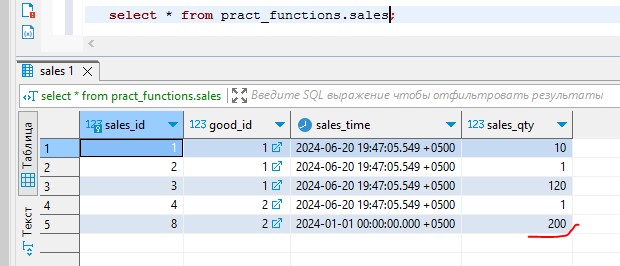 select * from pract_functions.sales;
sales 1
select * from pract_functions.sales Введите SQL выражение чтобы отфильтровать результаты
Таблица
Текст
123 sales_id 123 good_id sales_time 123 sales_qty
1 1 1 2024-06-20 19:47:05.549 +0500 10
2 2 1 2024-06-20 19:47:05.549 +0500 1
3 3 1 2024-06-20 19:47:05.549 +0500 120
4 4 2 2024-06-20 19:47:05.549 +0500 1
5 8 2 2024-01-01 00:00:00.000 +0500 200